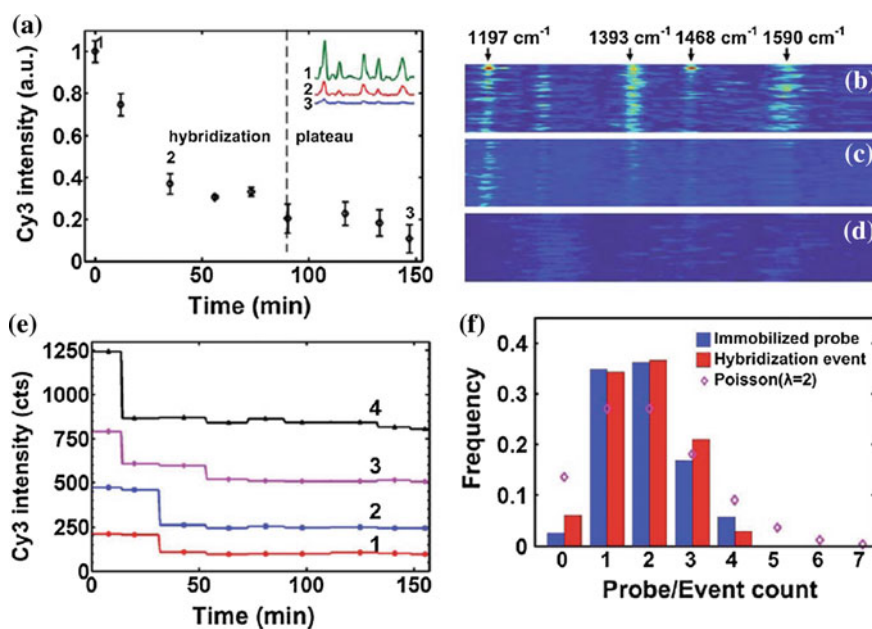 (a)
Cy3 intensity (a.u.)
1
0.8
0.6
0.4
0.2
0
0 50 100 150
Time (min)
1
2
3
hybridization
plateau
1
2
3
1197 cm-1 1393 cm-1 1468 cm-1 1590 cm-1
(b)
(c)
(d)
(e)
Cy3 intensity (cts)
1250
1000
750
500
250
0
0 50 100 150
Time (min)
4
3
2
1
(f)
Frequency
0.4
0.3
0.2
0.1
0
0 1 2 3 4 5 6 7
Probe/Event count
Immobilized probe
Hybridization event
Poisson(λ=2)